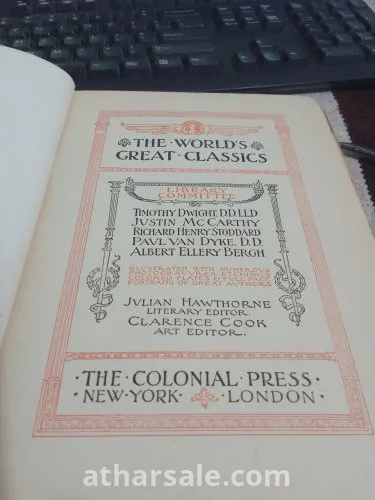 THE·WORLD'S
GREAT·CLASSICS
LIBRARY
COMMITTEE
TIMOTHY DWIGHT, D.D. LL.D
JUSTIN McCARTHY
RICHARD HENRY STODDARD
PAUL VAN DYKE, D.D.
ALBERT ELLERY BERGH
ILLUSTRATED WITH NUMEROUS
PHOTOGRAVURES, ETCHINGS
COLORED PLATES & FULL PAGE
PORTRAITS OF GREAT AUTHORS
JULIAN HAWTHORNE
LITERARY EDITOR.
CLARENCE COOK
ART EDITOR.
·THE·COLONIAL·PRESS·
·NEW·YORK· ·LONDON·
atharsale.com